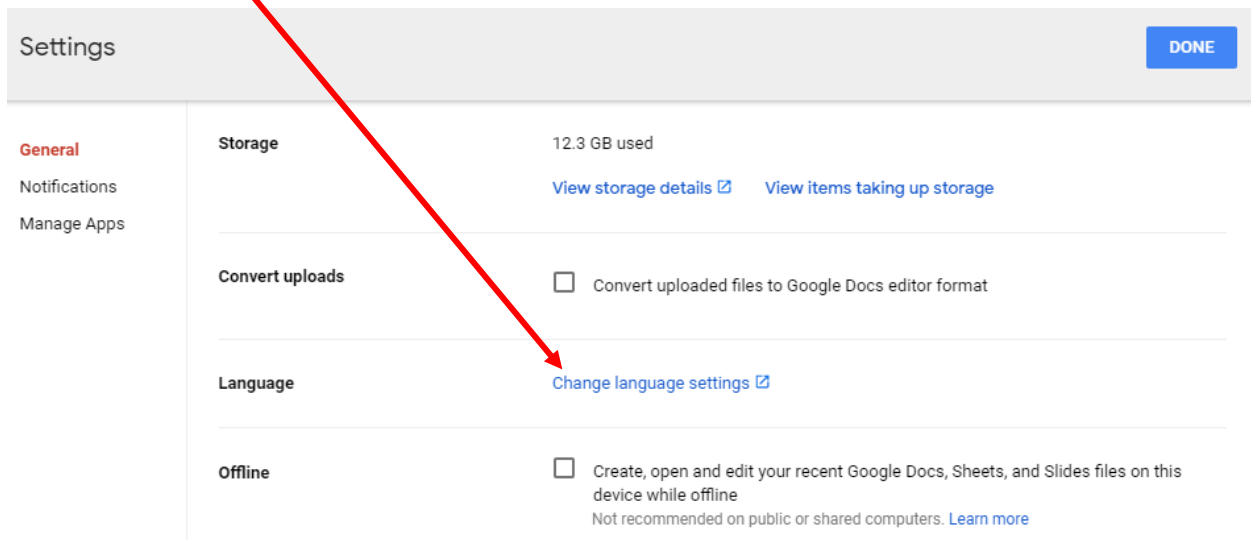 Settings
DONE
General
Notifications
Manage Apps
Storage
12.3 GB used
View storage details
View items taking up storage
Convert uploads
Convert uploaded files to Google Docs editor format
Language
Change language settings
Offline
Create, open and edit your recent Google Docs, Sheets, and Slides files on this
device while offline
Not recommended on public or shared computers. Learn more